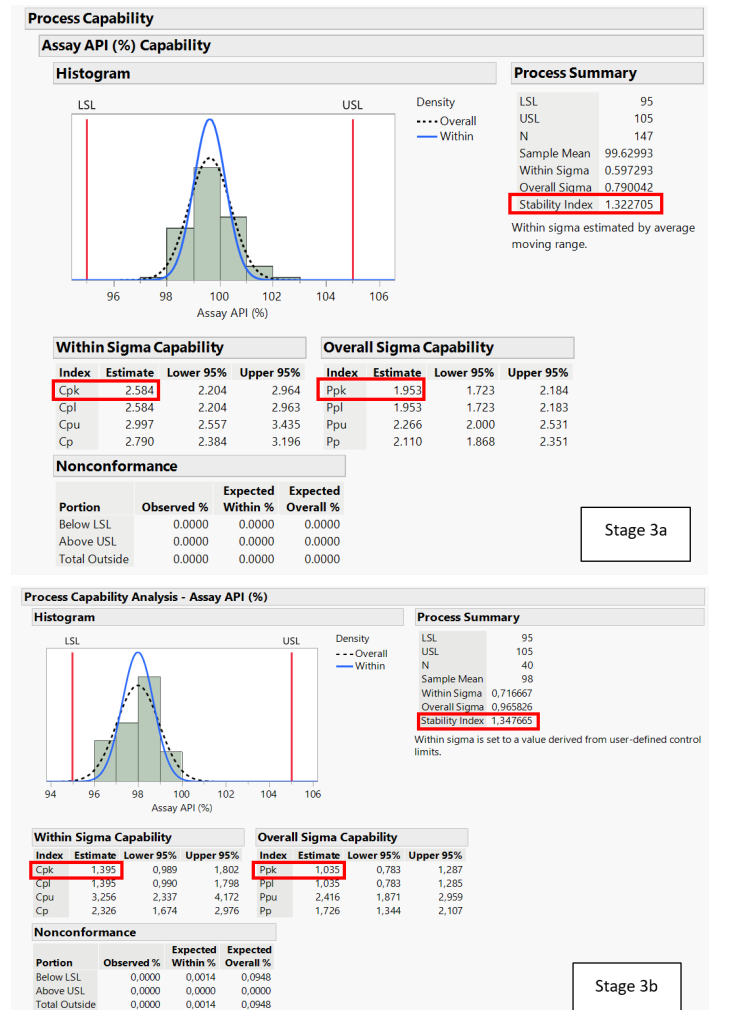 Process Capability
Assay API (%) Capability
Histogram
Process Summary
LSL
USL
Density
Overall
Within
96 98 100 102 104 106
Assay API (%)
LSL 95
USL 105
N 147
Sample Mean 99.62993
Within Sigma 0.597293
Overall Sigma 0.790042
Stability Index 1.322705
Within sigma estimated by average
moving range.
Within Sigma Capability
Index Estimate Lower 95% Upper 95%
Cpk 2.584 2.204 2.964
Cpl 2.584 2.204 2.963
Cpu 2.997 2.557 3.435
Cp 2.790 2.384 3.196
Overall Sigma Capability
Index Estimate Lower 95% Upper 95%
Ppk 1.953 1.723 2.184
Ppl 1.953 1.723 2.183
Ppu 2.266 2.000 2.531
Pp 2.110 1.868 2.351
Nonconformance
Expected Expected
Portion Observed % Within % Overall %
Below LSL 0.0000 0.0000 0.0000
Above USL 0.0000 0.0000 0.0000
Total Outside 0.0000 0.0000 0.0000
Stage 3a
Process Capability Analysis - Assay API (%)
Histogram
Process Summary
LSL
USL
Density
Overall
Within
94 96 98 100 102 104 106
Assay API (%)
LSL 95
USL 105
N 40
Sample Mean 98
Within Sigma 0,716667
Overall Sigma 0,965826
Stability Index 1,347665
Within sigma is set to a value derived from user-defined control
limits.
Within Sigma Capability
Index Estimate Lower 95% Upper 95%
Cpk 1,395 0,989 1,802
Cpl 1,395 0,990 1,798
Cpu 3,256 2,337 4,172
Cp 2,326 1,674 2,976
Overall Sigma Capability
Index Estimate Lower 95% Upper 95%
Ppk 1,035 0,783 1,287
Ppl 1,035 0,783 1,285
Ppu 2,416 1,871 2,959
Pp 1,726 1,344 2,107
Nonconformance
Expected Expected
Portion Observed % Within % Overall %
Below LSL 0,0000 0,0014 0,0948
Above USL 0,0000 0,0000 0,0000
Total Outside 0,0000 0,0014 0,0948
Stage 3b